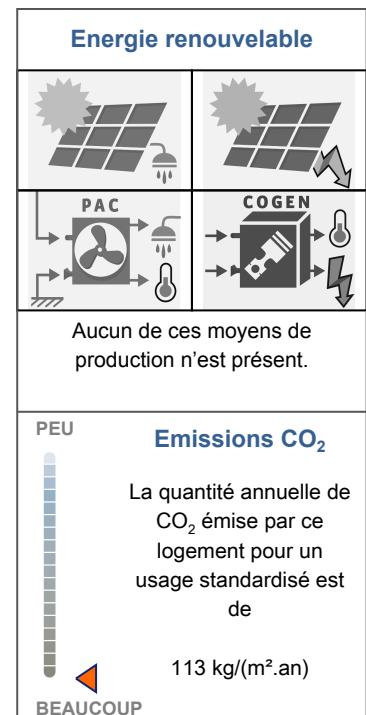 Energie renouvelable
PAC
COGEN
Aucun de ces moyens de
production n’est présent.
PEU
Emissions CO₂
La quantité annuelle de
CO₂ émise par ce
logement pour un
usage standardisé est
de
113 kg/(m².an)
BEAUCOUP